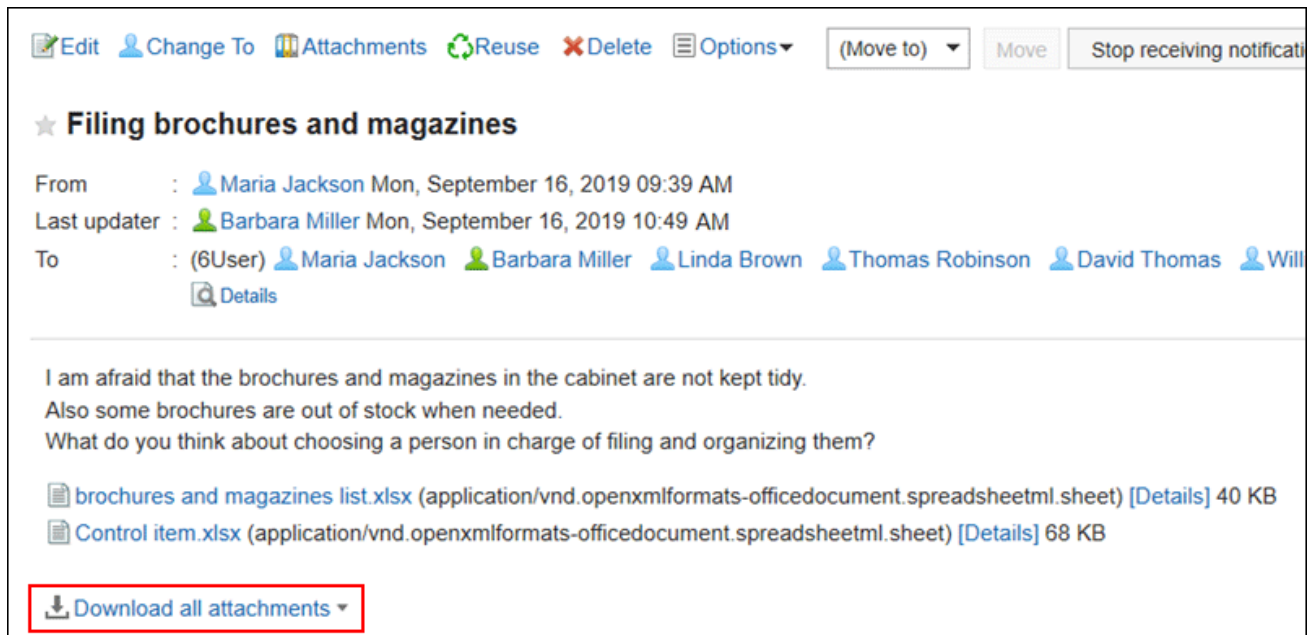 Edit Change To Attachments Reuse Delete Options (Move to) Move Stop receiving
Filing brochures and magazines
From : Maria Jackson Mon, September 16, 2019 09:39 AM
Last updater : Barbara Miller Mon, September 16, 2019 10:49 AM
To : (6User) Maria Jackson Barbara Miller Linda Brown Thomas Robinson David Thomas
Details
I am afraid that the brochures and magazines in the cabinet are not kept tidy.
Also some brochures are out of stock when needed.
What do you think about choosing a person in charge of filing and organizing them?
brochures and magazines list.xlsx (application/vnd.openxmlformats-officedocument.spreadsheetml.sheet) [Details] 40 KB
Control item.xlsx (application/vnd.openxmlformats-officedocument.spreadsheetml.sheet) [Details] 68 KB
Download all attachments